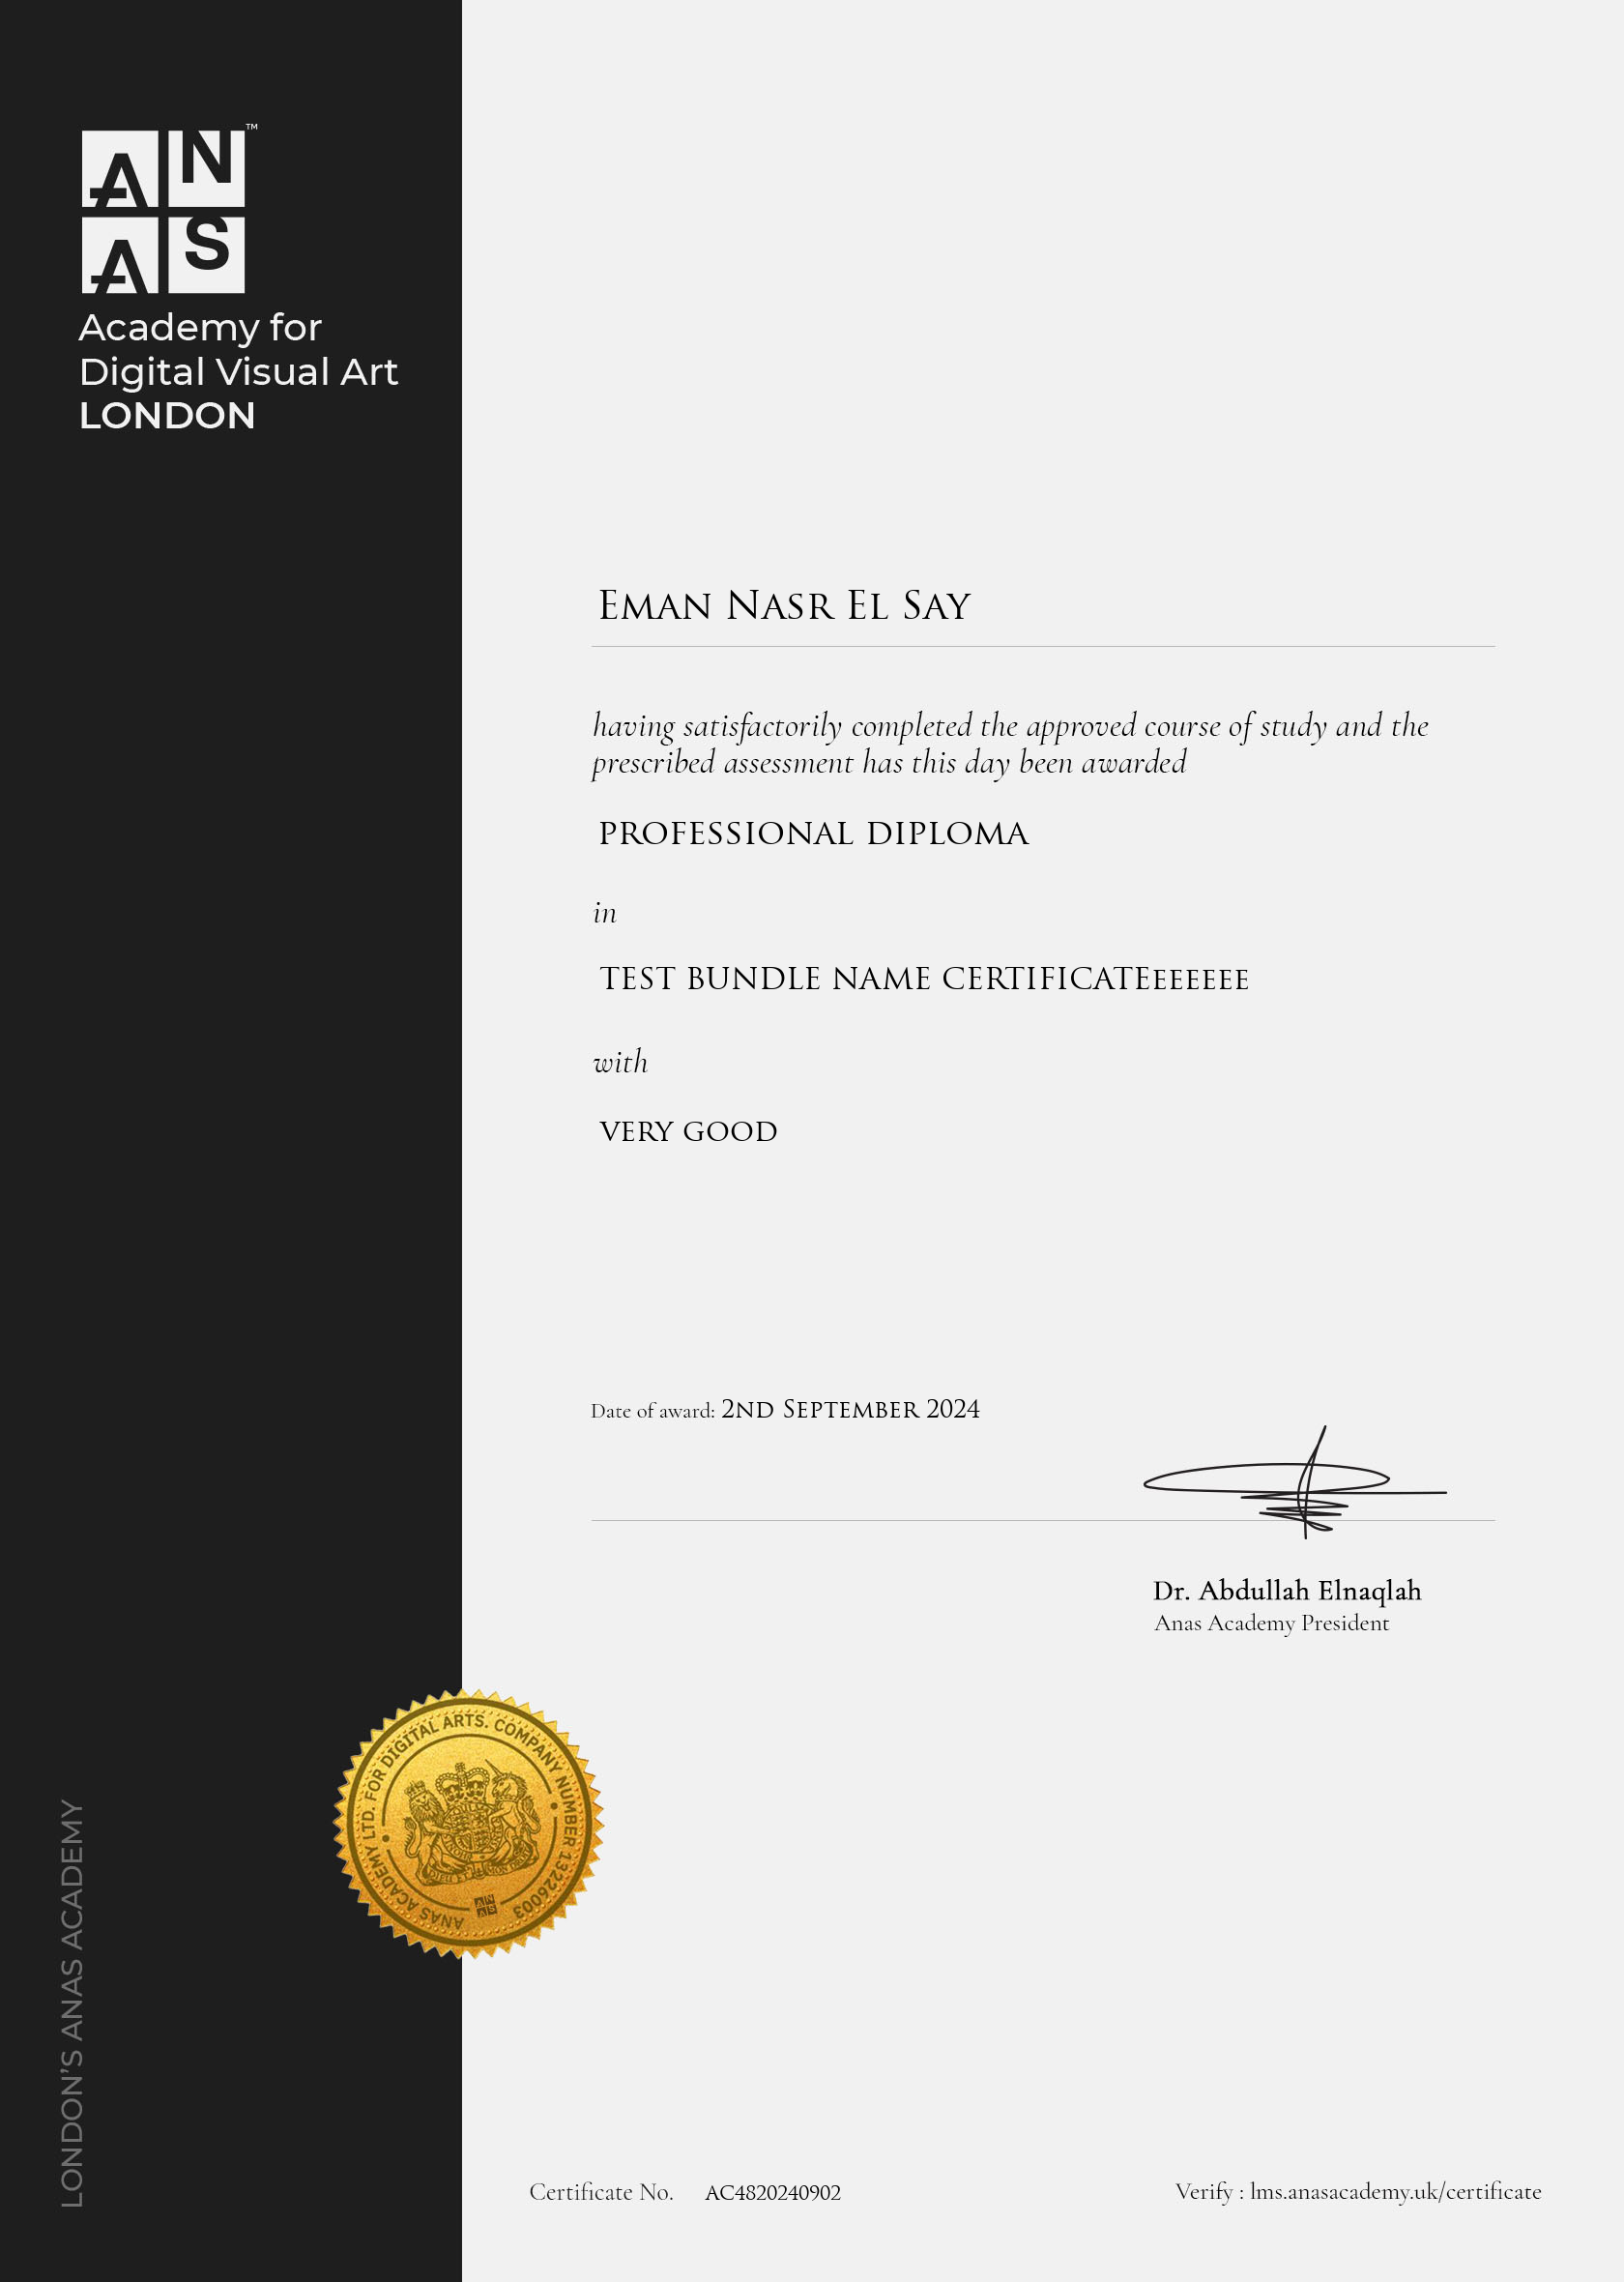 ANAS™
Academy for
Digital Visual Art
LONDON
EMAN NASR EL SAY
having satisfactorily completed the approved course of study and the
prescribed assessment has this day been awarded
PROFESSIONAL DIPLOMA
in
TEST BUNDLE NAME CERTIFICATEEEEEEE
with
VERY GOOD
Date of award: 2ND SEPTEMBER 2024
Dr. Abdullah Elnaqlah
Anas Academy President
ANAS ACADEMY LTD. FOR DIGITAL ARTS. COMPANY NUMBER 13226003
ANAS
LONDON'S ANAS ACADEMY
Certificate No. AC4820240902
Verify : lms.anasacademy.uk/certificate